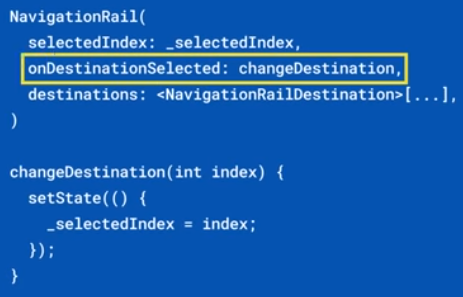 NavigationRail(
  selectedIndex: _selectedIndex,
  onDestinationSelected: changeDestination,
  destinations: <NavigationRailDestination>[...],
)
changeDestination(int index) {
  setState(() {
    _selectedIndex = index;
  });
}